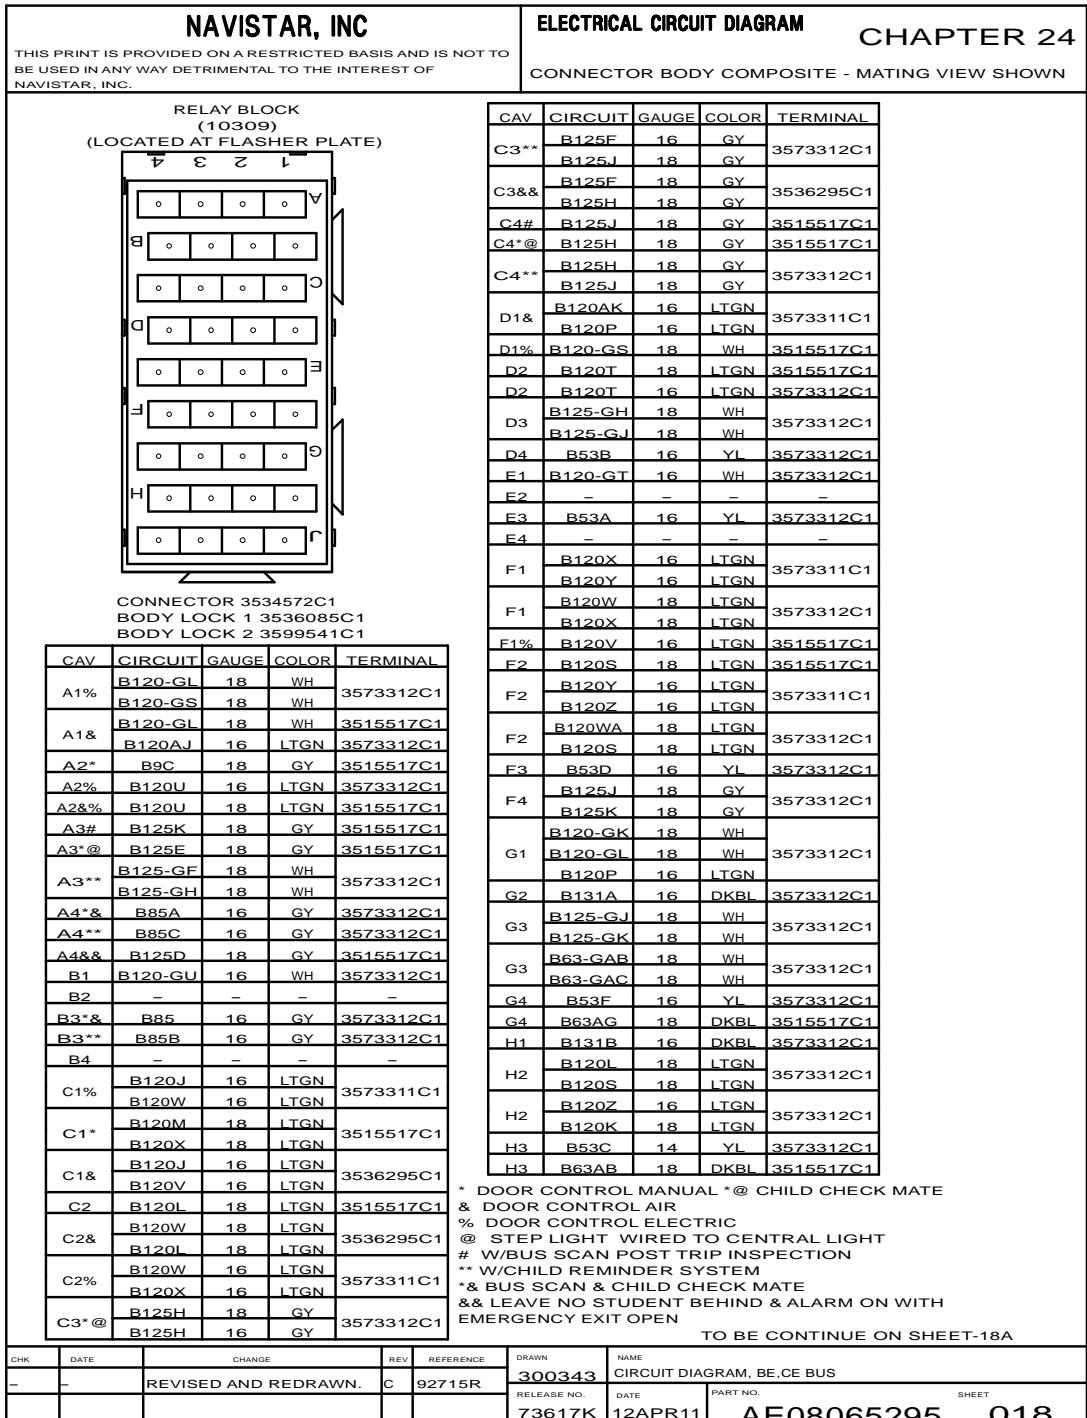 NAVISTAR, INC
THIS PRINT IS PROVIDED ON A RESTRICTED BASIS AND IS NOT TO
BE USED IN ANY WAY DETRIMENTAL TO THE INTEREST OF
NAVISTAR, INC.
ELECTRICAL CIRCUIT DIAGRAM
CHAPTER 24
CONNECTOR BODY COMPOSITE - MATING VIEW SHOWN
RELAY BLOCK
(10309)
(LOCATED AT FLASHER PLATE)
4 3 2 1
A
B
C
D
E
F
G
H
J
CONNECTOR 3534572C1
BODY LOCK 1 3536085C1
BODY LOCK 2 3599541C1
CAV CIRCUIT GAUGE COLOR TERMINAL
A1% B120-GL 18 WH 3573312C1
B120-GS 18 WH
A1& B120-GL 18 WH 3515517C1
B120AJ 16 LTGN 3573312C1
A2* B9C 18 GY 3515517C1
A2% B120U 16 LTGN 3573312C1
A2&% B120U 18 LTGN 3515517C1
A3# B125K 18 GY 3515517C1
A3*@ B125E 18 GY 3515517C1
A3** B125-GF 18 WH 3573312C1
B125-GH 18 WH
A4*& B85A 16 GY 3573312C1
A4** B85C 16 GY 3573312C1
A4&& B125D 18 GY 3515517C1
B1 B120-GU 16 WH 3573312C1
B2 – – – –
B3*& B85 16 GY 3573312C1
B3** B85B 16 GY 3573312C1
B4 – – – –
C1% B120J 16 LTGN 3573311C1
B120W 16 LTGN
C1* B120M 18 LTGN 3515517C1
B120X 18 LTGN
C1& B120J 16 LTGN 3536295C1
B120V 16 LTGN
C2 B120L 18 LTGN 3515517C1
C2& B120W 18 LTGN 3536295C1
B120L 18 LTGN
C2% B120W 16 LTGN 3573311C1
B120X 16 LTGN
C3*@ B125H 18 GY 3573312C1
B125H 16 GY
CAV CIRCUIT GAUGE COLOR TERMINAL
C3** B125F 16 GY 3573312C1
B125J 18 GY
C3&& B125F 18 GY 3536295C1
B125H 18 GY
C4# B125J 18 GY 3515517C1
C4*@ B125H 18 GY 3515517C1
C4** B125H 18 GY 3573312C1
B125J 18 GY
D1& B120AK 16 LTGN 3573311C1
B120P 16 LTGN
D1% B120-GS 18 WH 3515517C1
D2 B120T 18 LTGN 3515517C1
D2 B120T 16 LTGN 3573312C1
D3 B125-GH 18 WH 3573312C1
B125-GJ 18 WH
D4 B53B 16 YL 3573312C1
E1 B120-GT 16 WH 3573312C1
E2 – – – –
E3 B53A 16 YL 3573312C1
E4 – – – –
F1 B120X 16 LTGN 3573311C1
B120Y 16 LTGN
F1 B120W 18 LTGN 3573312C1
B120X 18 LTGN
F1% B120V 16 LTGN 3515517C1
F2 B120S 18 LTGN 3515517C1
F2 B120Y 16 LTGN 3573311C1
B120Z 16 LTGN
F2 B120WA 18 LTGN 3573312C1
B120S 18 LTGN
F3 B53D 16 YL 3573312C1
F4 B125J 18 GY 3573312C1
B125K 18 GY
G1 B120-GK 18 WH 3573312C1
B120-GL 18 WH
B120P 16 LTGN
G2 B131A 16 DKBL 3573312C1
G3 B125-GJ 18 WH 3573312C1
B125-GK 18 WH
G3 B63-GAB 18 WH 3573312C1
B63-GAC 18 WH
G4 B53F 16 YL 3573312C1
G4 B63AG 18 DKBL 3515517C1
H1 B131B 16 DKBL 3573312C1
H2 B120L 18 LTGN 3573312C1
B120S 18 LTGN
H2 B120Z 16 LTGN 3573312C1
B120K 18 LTGN
H3 B53C 14 YL 3573312C1
H3 B63AB 18 DKBL 3515517C1
* DOOR CONTROL MANUAL *@ CHILD CHECK MATE
& DOOR CONTROL AIR
% DOOR CONTROL ELECTRIC
@ STEP LIGHT WIRED TO CENTRAL LIGHT
# W/BUS SCAN POST TRIP INSPECTION
** W/CHILD REMINDER SYSTEM
*& BUS SCAN & CHILD CHECK MATE
&& LEAVE NO STUDENT BEHIND & ALARM ON WITH
EMERGENCY EXIT OPEN
TO BE CONTINUE ON SHEET-18A
CHK DATE CHANGE REV REFERENCE
– – REVISED AND REDRAWN. C 92715R
DRAWN 300343
NAME CIRCUIT DIAGRAM, BE,CE BUS
RELEASE NO. 73617K
DATE 12APR11
PART NO. AE08065295
SHEET 018